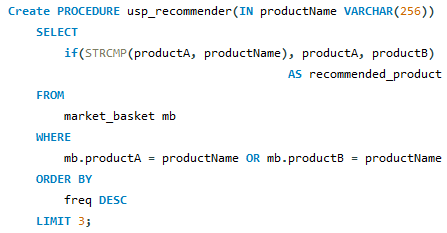 Create PROCEDURE usp_recommender(IN productName VARCHAR(256))
SELECT
if(STRCMP(productA, productName), productA, productB)
AS recommended_product
FROM
market_basket mb
WHERE
mb.productA = productName OR mb.productB = productName
ORDER BY
freq DESC
LIMIT 3;